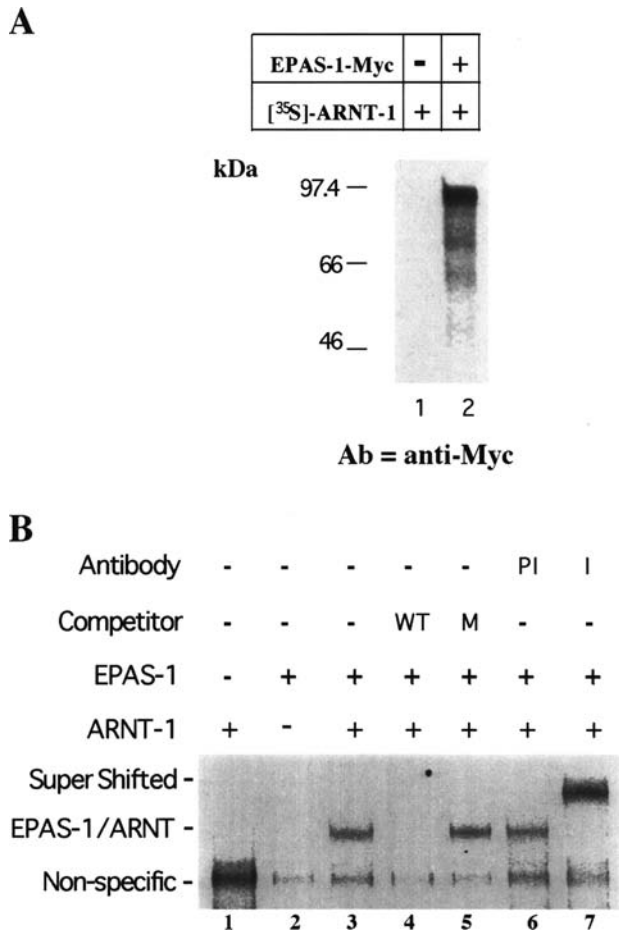 A
EPAS-1-Myc - +
[³⁵S]-ARNT-1 + +
kDa
97.4 —
66 —
46 —
1 2
Ab = anti-Myc
B
Antibody - - - - - PI I
Competitor - - - WT M - -
EPAS-1 - + + + + + +
ARNT-1 + - + + + + +
Super Shifted -
EPAS-1/ARNT -
Non-specific -
1 2 3 4 5 6 7